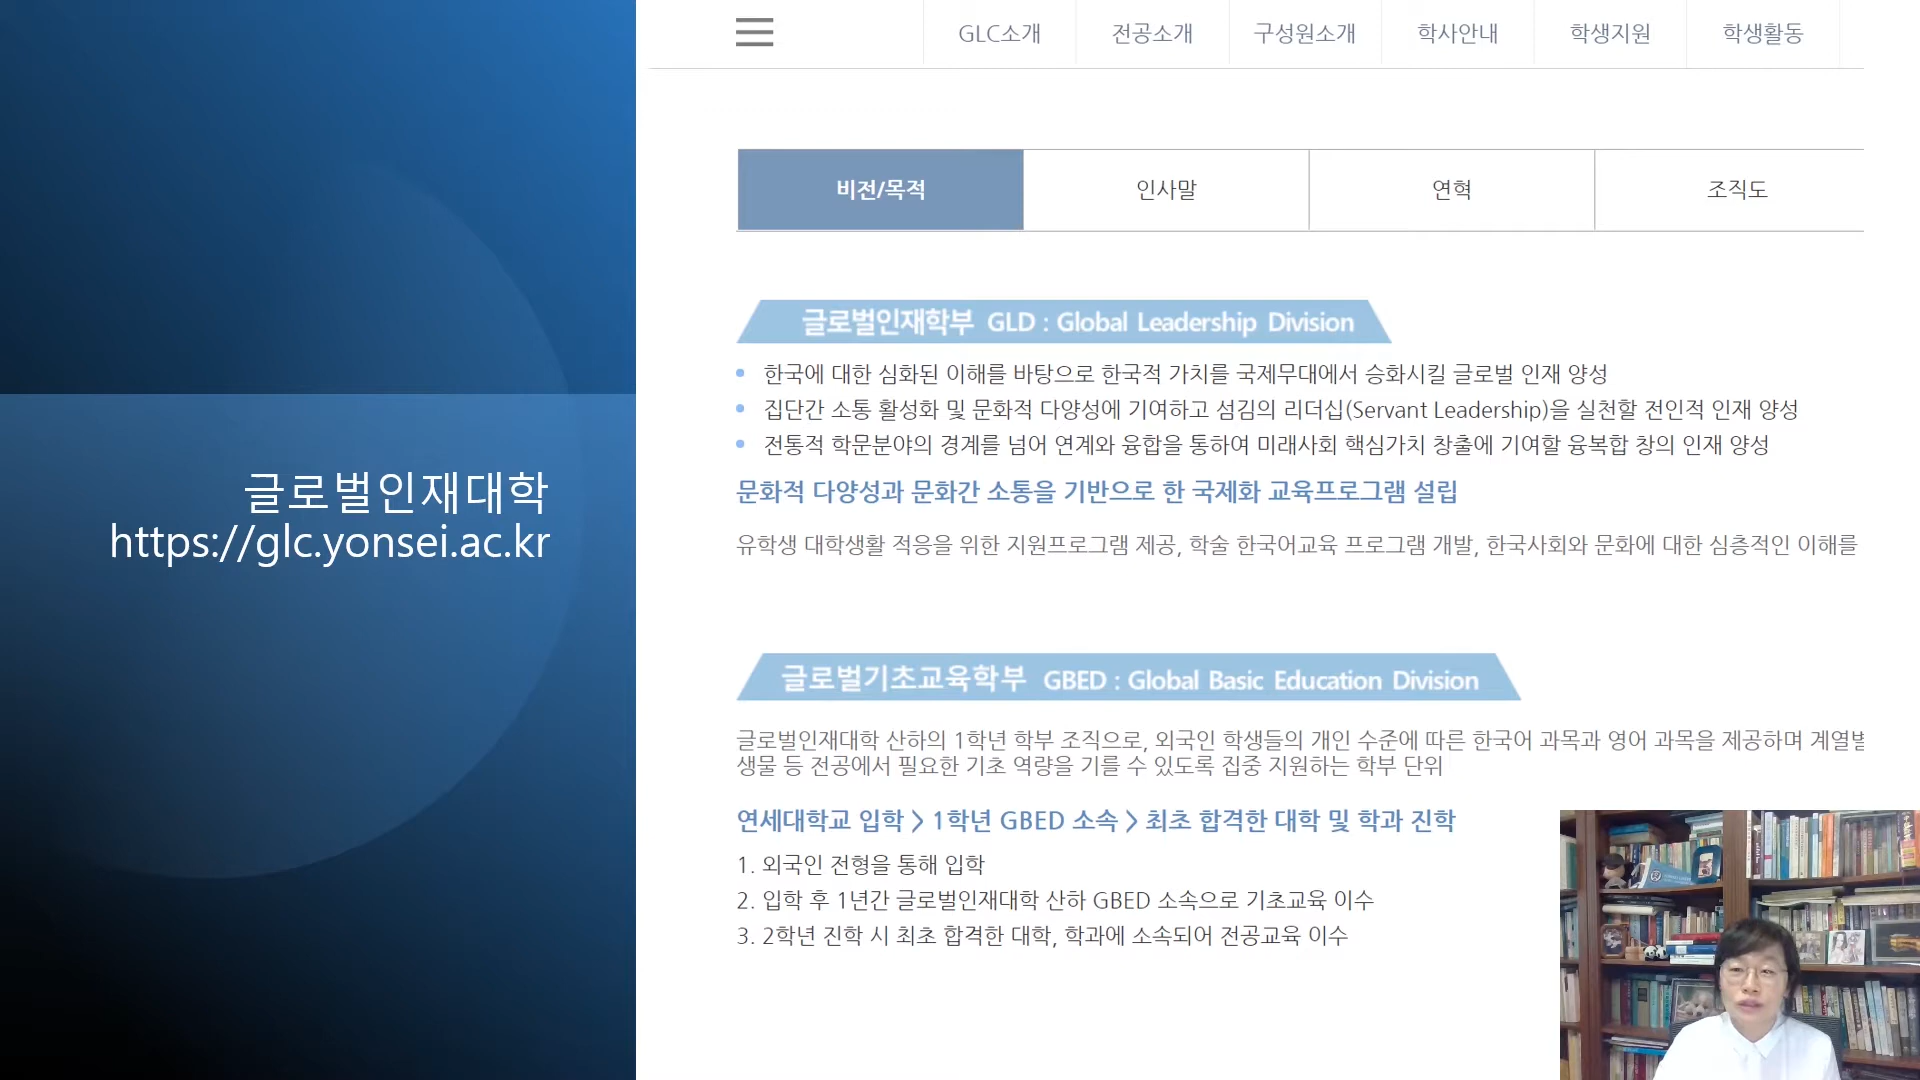 글로벌인재대학
https://glc.yonsei.ac.kr
GLC소개
전공소개
구성원소개
학사안내
학생지원
학생활동
비전/목적
인사말
연혁
조직도
글로벌인재학부 GLD : Global Leadership Division
한국에 대한 심화된 이해를 바탕으로 한국적 가치를 국제무대에서 승화시킬 글로벌 인재 양성
집단간 소통 활성화 및 문화적 다양성에 기여하고 섬김의 리더십(Servant Leadership)을 실천할 전인적 인재 양성
전통적 학문분야의 경계를 넘어 연계와 융합을 통하여 미래사회 핵심가치 창출에 기여할 융복합 창의 인재 양성
문화적 다양성과 문화간 소통을 기반으로 한 국제화 교육프로그램 설립
유학생 대학생활 적응을 위한 지원프로그램 제공, 학술 한국어교육 프로그램 개발, 한국사회와 문화에 대한 심층적인 이해를
글로벌기초교육학부 GBED : Global Basic Education Division
글로벌인재대학 산하의 1학년 학부 조직으로, 외국인 학생들의 개인 수준에 따른 한국어 과목과 영어 과목을 제공하며 계열별
생물 등 전공에서 필요한 기초 역량을 기를 수 있도록 집중 지원하는 학부 단위
연세대학교 입학 > 1학년 GBED 소속 > 최초 합격한 대학 및 학과 진학
1. 외국인 전형을 통해 입학
2. 입학 후 1년간 글로벌인재대학 산하 GBED 소속으로 기초교육 이수
3. 2학년 진학 시 최초 합격한 대학, 학과에 소속되어 전공교육 이수